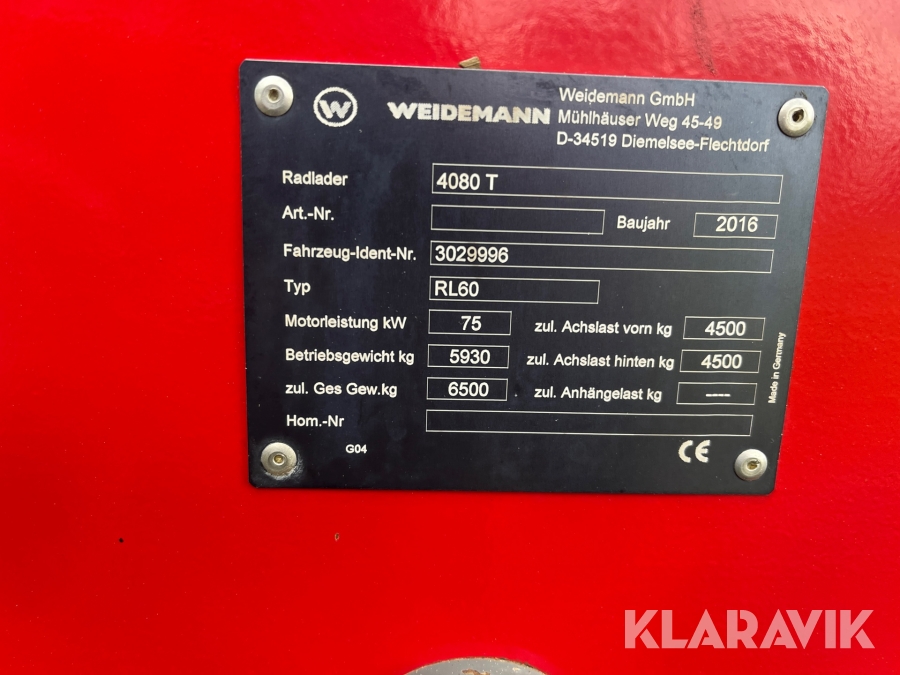 W WEIDEMANN
Weidemann GmbH
Mühlhäuser Weg 45-49
D-34519 Diemelsee-Flechtdorf
Radlader 4080 T
Art.-Nr. Baujahr 2016
Fahrzeug-Ident-Nr. 3029996
Typ RL60
Motorleistung kW 75 zul. Achslast vorn kg 4500
Betriebsgewicht kg 5930 zul. Achslast hinten kg 4500
zul. Ges Gew.kg 6500 zul. Anhängelast kg ----
Hom.-Nr
G04 CE
Made in Germany
KLARAVIK